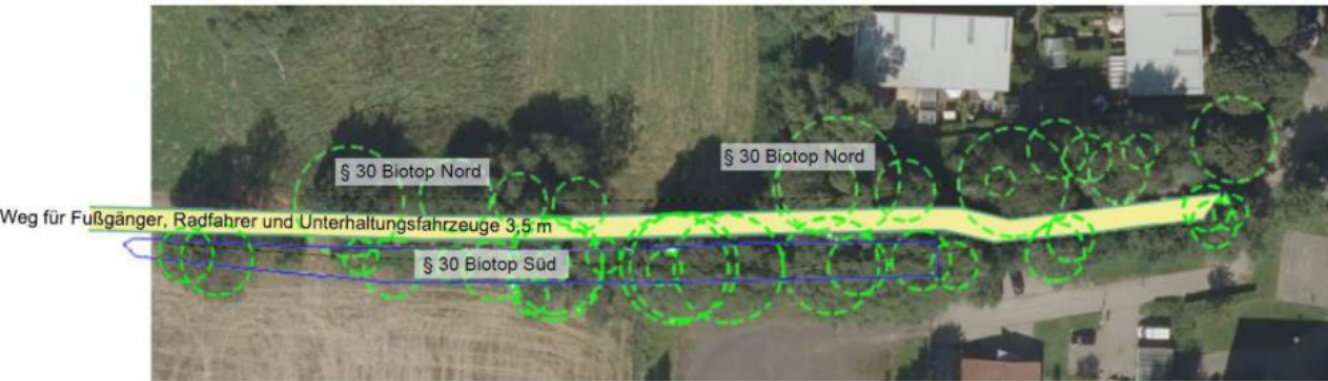 § 30 Biotop Nord
§ 30 Biotop Nord
Weg für Fußgänger, Radfahrer und Unterhaltungsfahrzeuge 3,5 m
§ 30 Biotop Süd